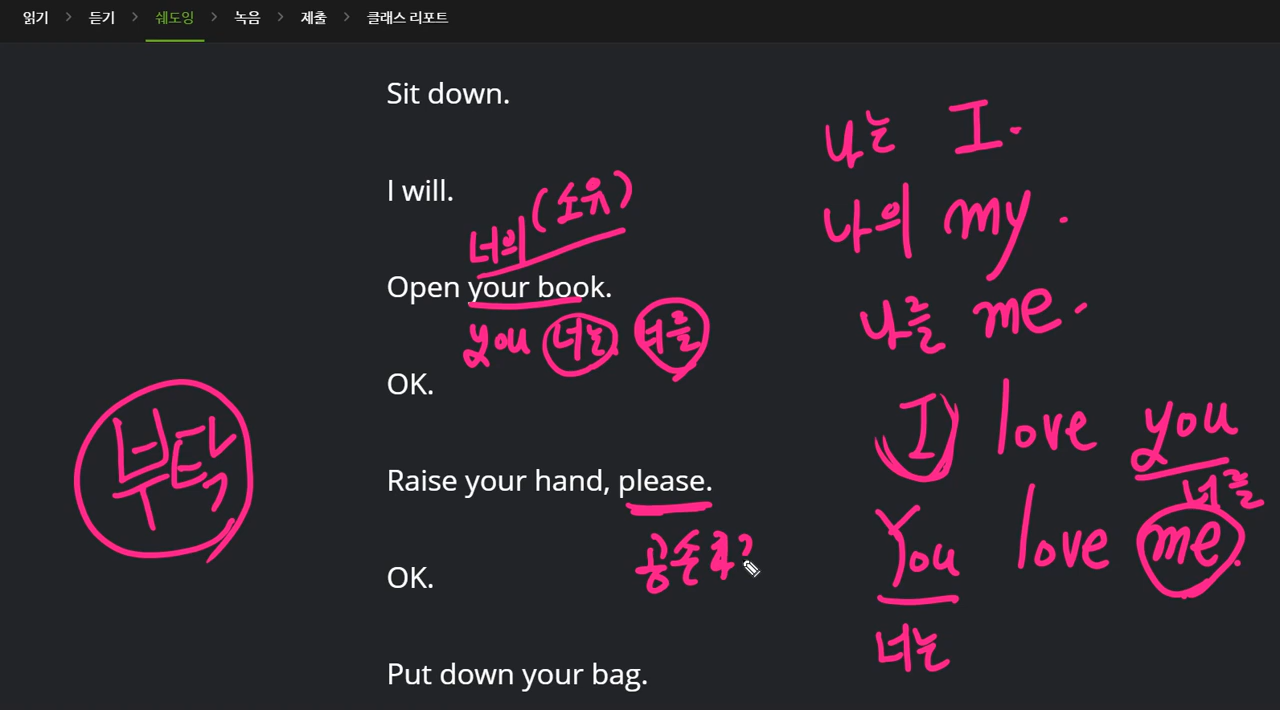 읽기 > 듣기 > 쉐도잉 > 녹음 > 제출 > 클래스 리포트
Sit down.
I will.
너의 (소유)
Open your book.
you 너는 너를
OK.
Raise your hand, please.
공손
OK.
Put down your bag.
부탁
나는 I.
나의 my.
나를 me.
I love you
너를
You love me.
너는